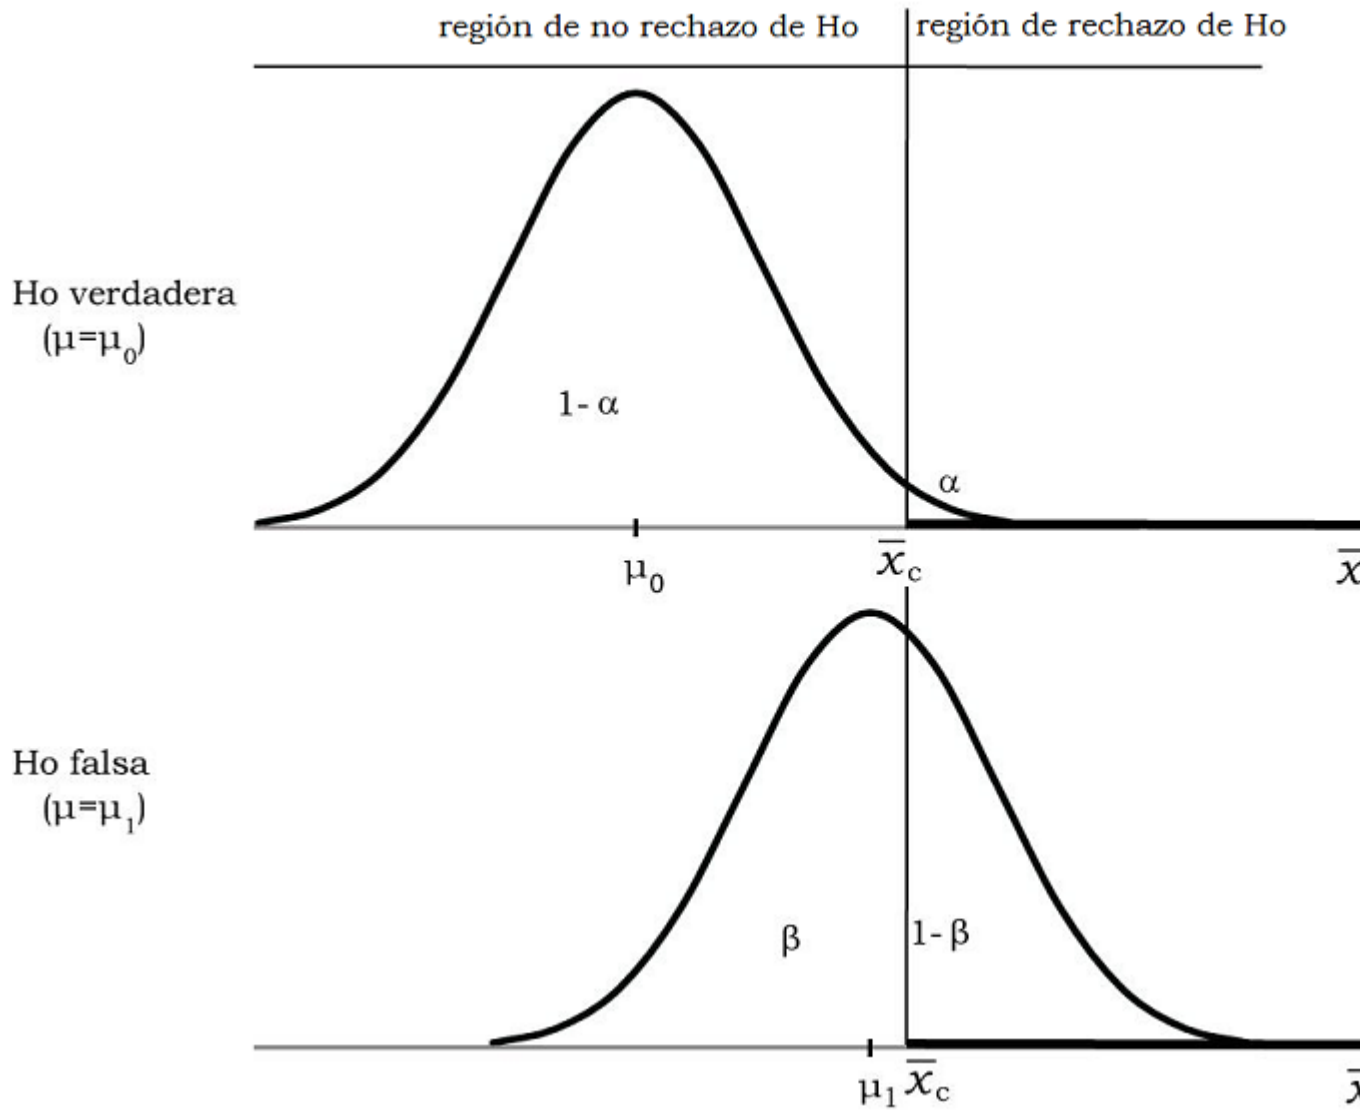 región de no rechazo de Ho
región de rechazo de Ho
Ho verdadera
(μ=μ₀)
1- α
α
μ₀
x̅c
x̅
Ho falsa
(μ=μ₁)
β
1- β
μ₁
x̅c
x̅